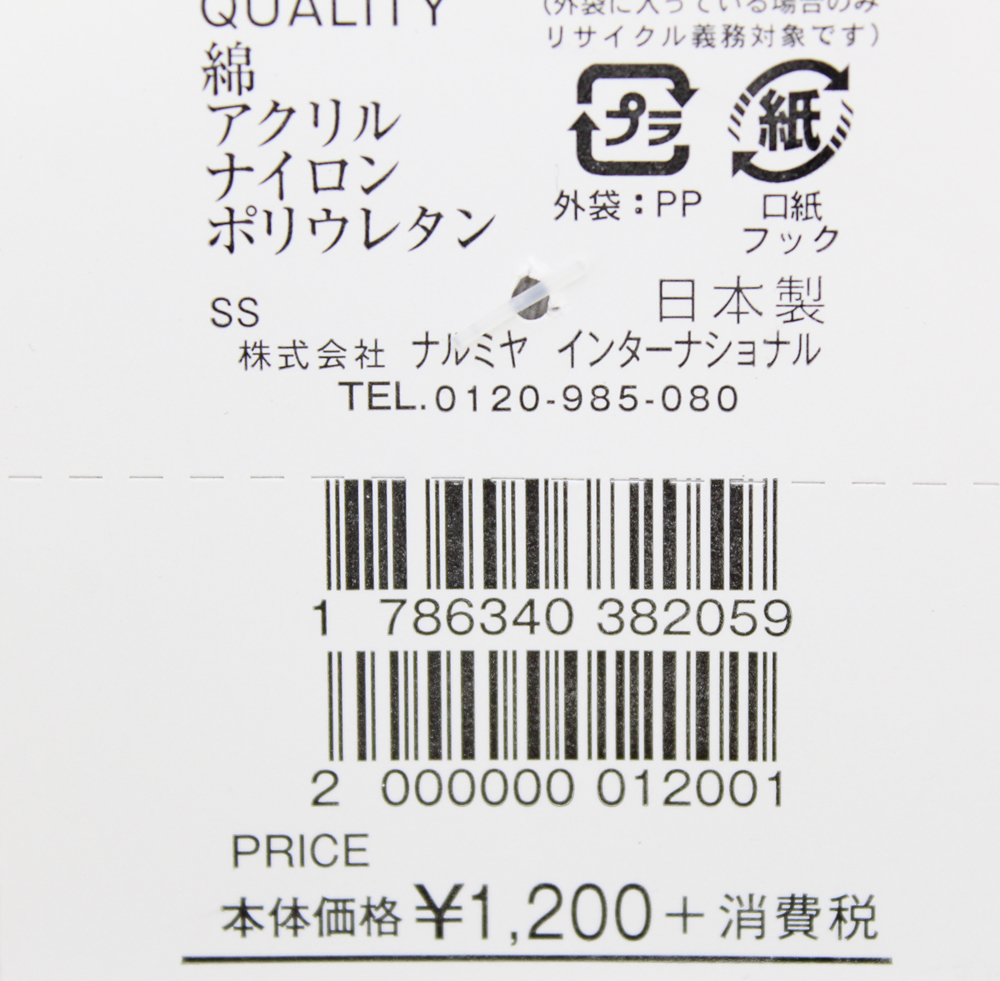 QUALITY
綿
アクリル
ナイロン
ポリウレタン
(外袋に入っている場合のみ
リサイクル義務対象です)
プラ
紙
外袋:PP
口紙
フック
SS
日本製
株式会社 ナルミヤ インターナショナル
TEL.0120-985-080
1 786340 382059
2 000000 012001
PRICE
本体価格 ¥1,200+消費税